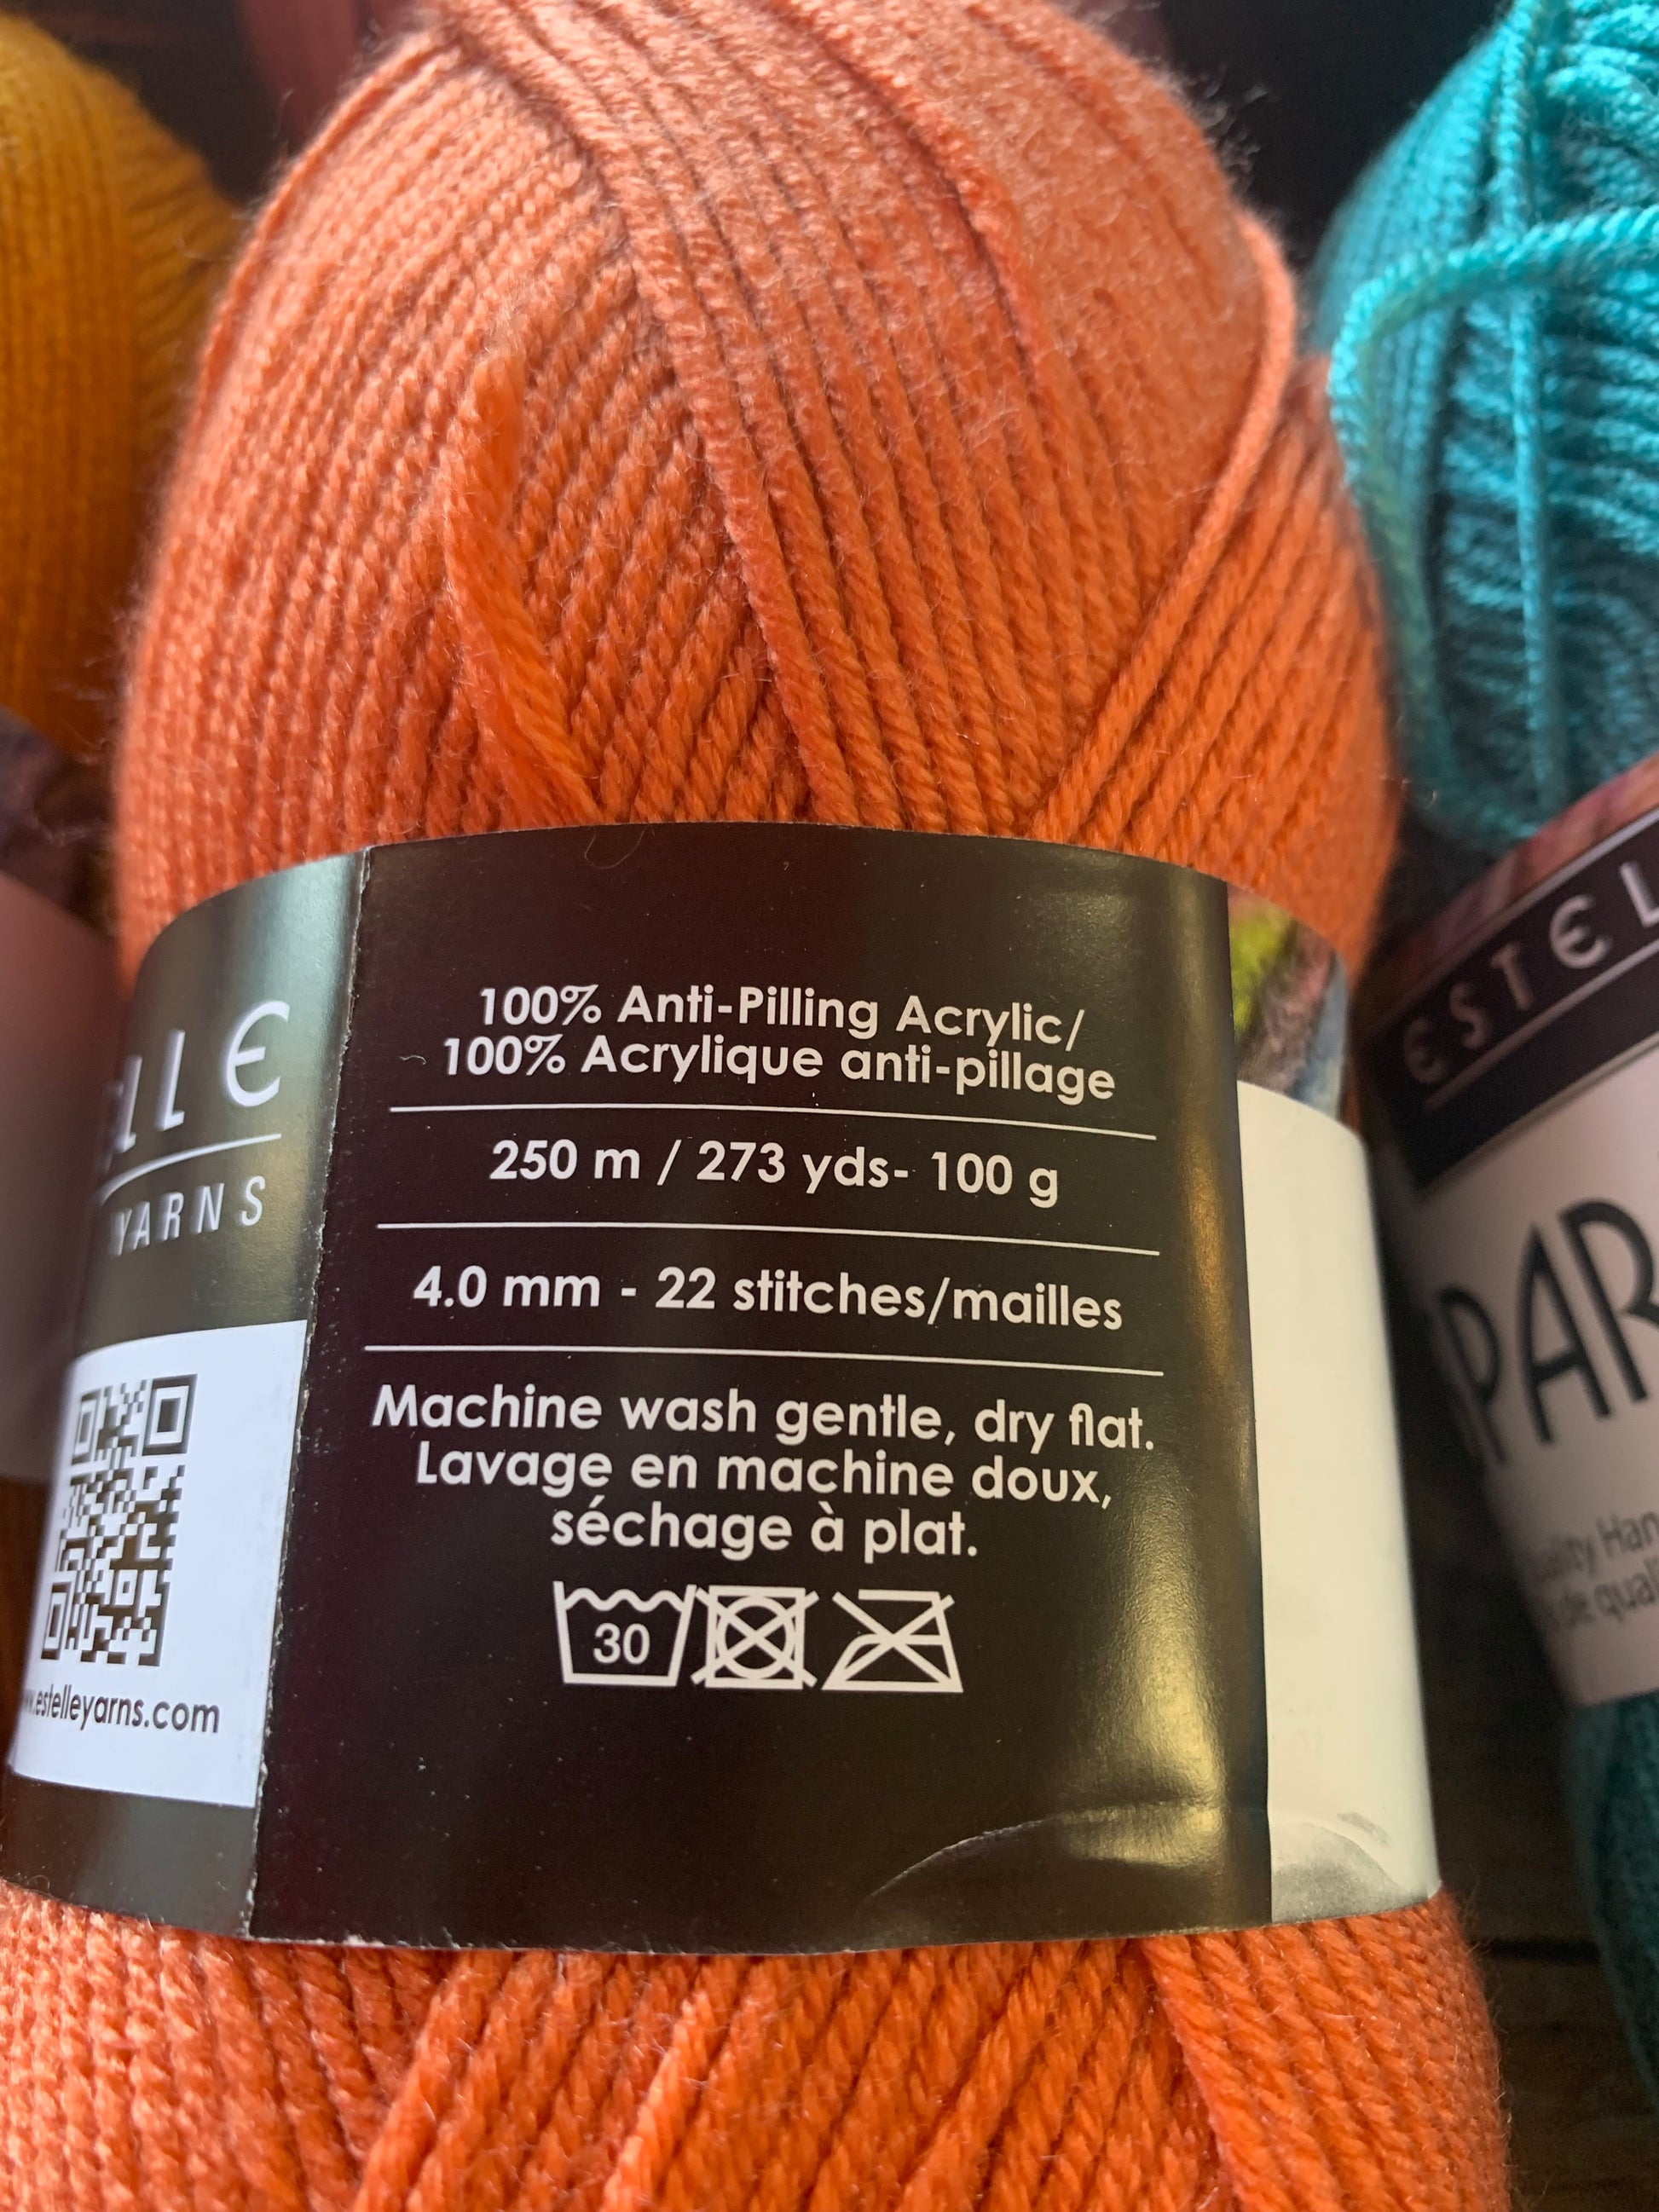 YARNS
100% Anti-Pilling Acrylic/
100% Acrylique anti-pillage
250 m / 273 yds- 100 g
4.0 mm - 22 stitches/mailles
Machine wash gentle, dry flat.
Lavage en machine doux,
séchage à plat.
30
.estelleyarns.com
ESTEL
PAR